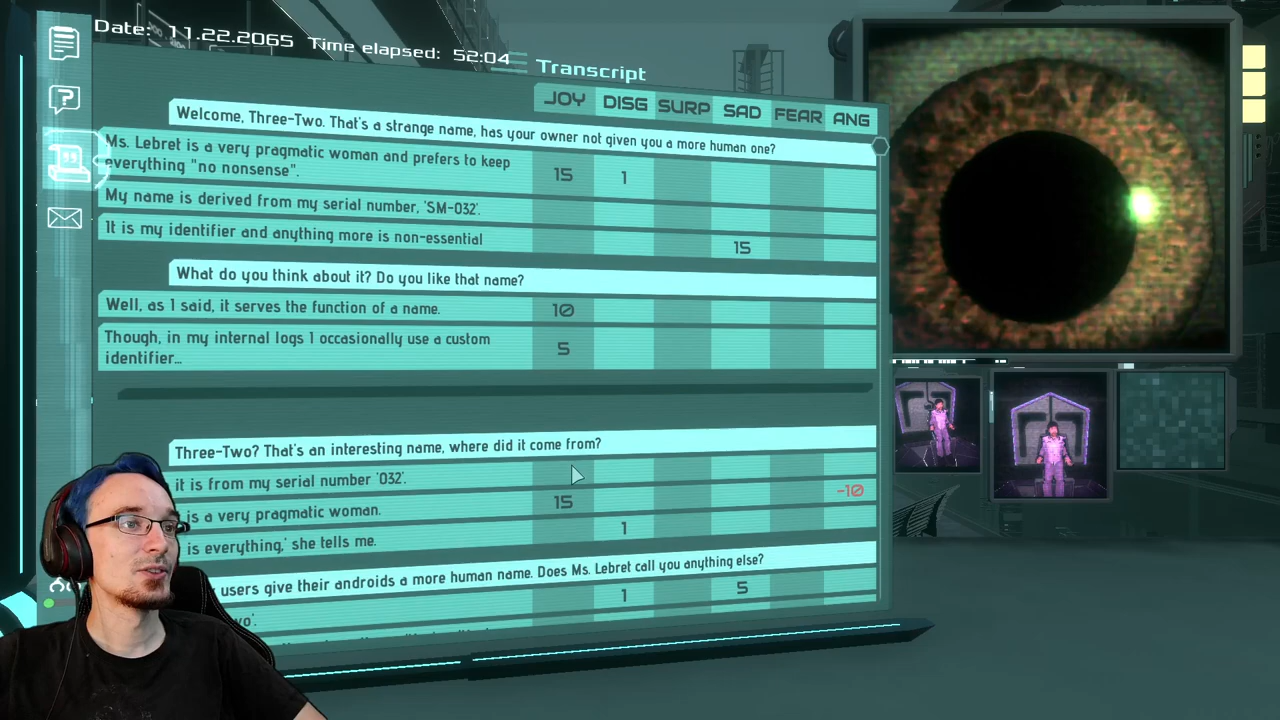 Date: 11.22.2065 Time elapsed: 52:04
Transcript
JOY DISG SURP SAD FEAR ANG
Welcome, Three-Two. That's a strange name, has your owner not given you a more human one?
Ms. Lebret is a very pragmatic woman and prefers to keep
everything "no nonsense".
15 1
My name is derived from my serial number, 'SM-032'.
It is my identifier and anything more is non-essential
15
What do you think about it? Do you like that name?
Well, as I said, it serves the function of a name.
10
Though, in my internal logs I occasionally use a custom
identifier...
5
Three-Two? That's an interesting name, where did it come from?
it is from my serial number '032'.
-10
is a very pragmatic woman.
15
is everything,' she tells me.
1
users give their androids a more human name. Does Ms. Lebret call you anything else?
1 5